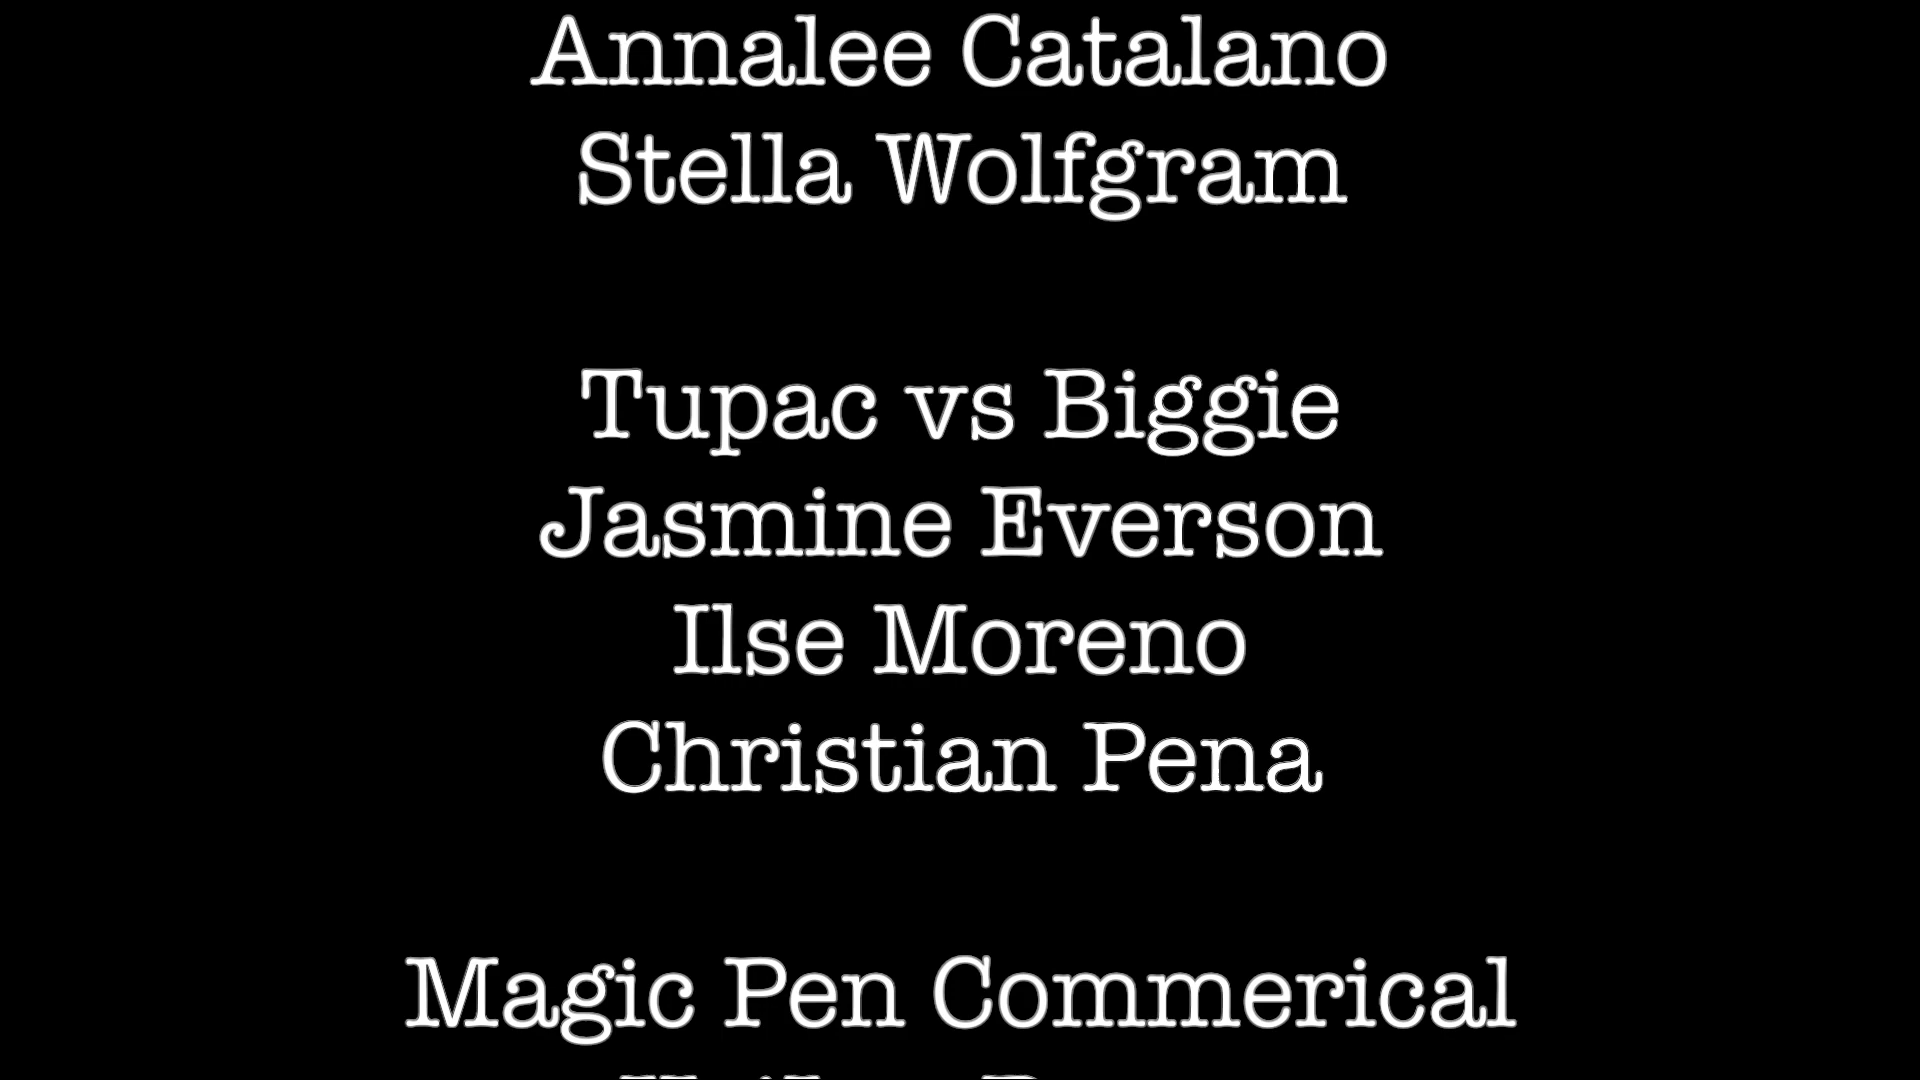 Annalee Catalano
Stella Wolfgram
Tupac vs Biggie
Jasmine Everson
Ilse Moreno
Christian Pena
Magic Pen Commerical